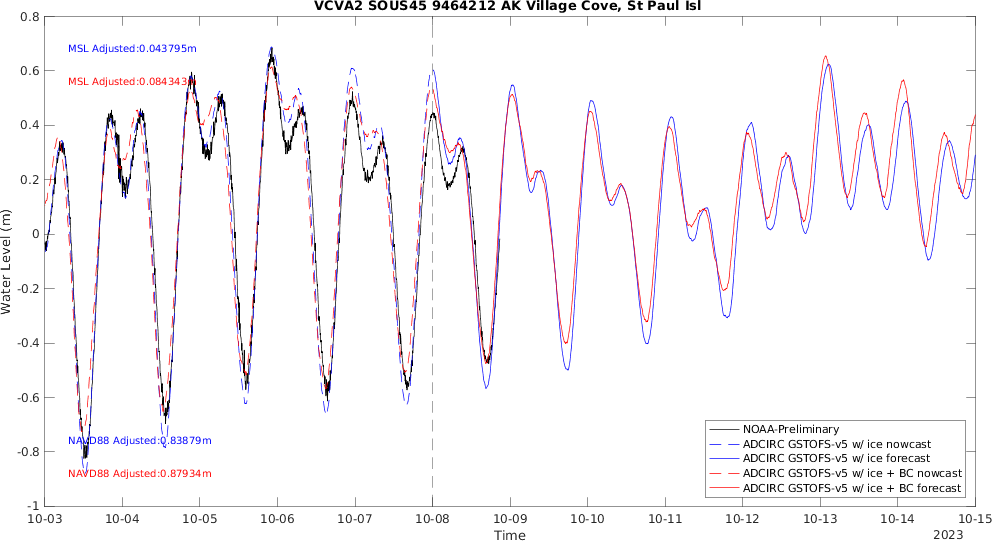 VCVA2 SOUS45 9464212 AK Village Cove, St Paul Isl
0.8
0.6
0.4
0.2
0
-0.2
-0.4
-0.6
-0.8
-1
Water Level (m)
MSL Adjusted:0.043795m
MSL Adjusted:0.084343m
NAVD88 Adjusted:0.83879m
NAVD88 Adjusted:0.87934m
NOAA-Preliminary
ADCIRC GSTOFS-v5 w/ ice nowcast
ADCIRC GSTOFS-v5 w/ ice forecast
ADCIRC GSTOFS-v5 w/ ice + BC nowcast
ADCIRC GSTOFS-v5 w/ ice + BC forecast
10-03 10-04 10-05 10-06 10-07 10-08 10-09 10-10 10-11 10-12 10-13 10-14 10-15
Time
2023